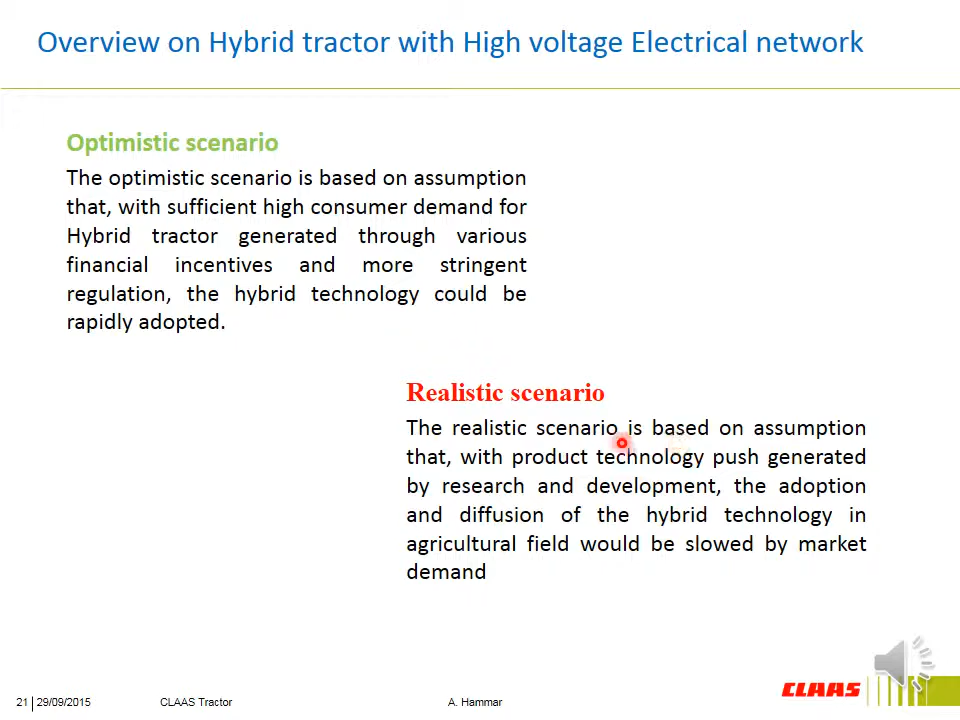 Overview on Hybrid tractor with High voltage Electrical network
Optimistic scenario
The optimistic scenario is based on assumption
that, with sufficient high consumer demand for
Hybrid tractor generated through various
financial incentives and more stringent
regulation, the hybrid technology could be
rapidly adopted.
Realistic scenario
The realistic scenario is based on assumption
that, with product technology push generated
by research and development, the adoption
and diffusion of the hybrid technology in
agricultural field would be slowed by market
demand
CLAAS
21 29/09/2015 CLAAS Tractor A. Hammar